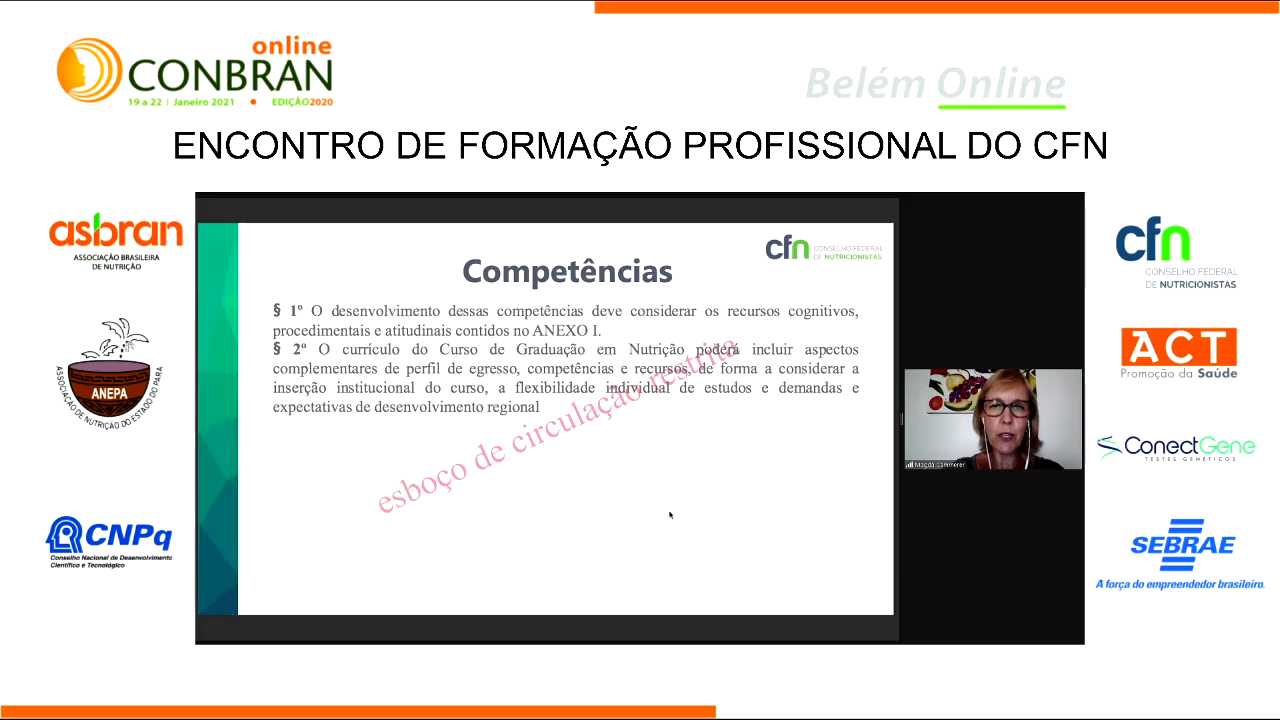 online
CONBRAN
19 a 22 | Janeiro 2021 • EDIÇÃO2020
Belém Online
ENCONTRO DE FORMAÇÃO PROFISSIONAL DO CFN
asbran
ASSOCIAÇÃO BRASILEIRA
DE NUTRIÇÃO
ANEPA
ASSOCIAÇÃO DE NUTRIÇÃO DO ESTADO DO PARÁ
CNPq
Conselho Nacional de Desenvolvimento
Científico e Tecnológico
cfn
CONSELHO FEDERAL
DE NUTRICIONISTAS
Competências
§ 1º O desenvolvimento dessas competências deve considerar os recursos cognitivos,
procedimentais e atitudinais contidos no ANEXO I.
§ 2º O currículo do Curso de Graduação em Nutrição poderá incluir aspectos
complementares de perfil de egresso, competências e recursos, de forma a considerar a
inserção institucional do curso, a flexibilidade individual de estudos e demandas e
expectativas de desenvolvimento regional
esboço de circulação restrita
Magda Cammerer
cfn
CONSELHO FEDERAL
DE NUTRICIONISTAS
ACT
Promoção da Saúde
ConectGene
TESTES GENÉTICOS
SEBRAE
A força do empreendedor brasileiro.